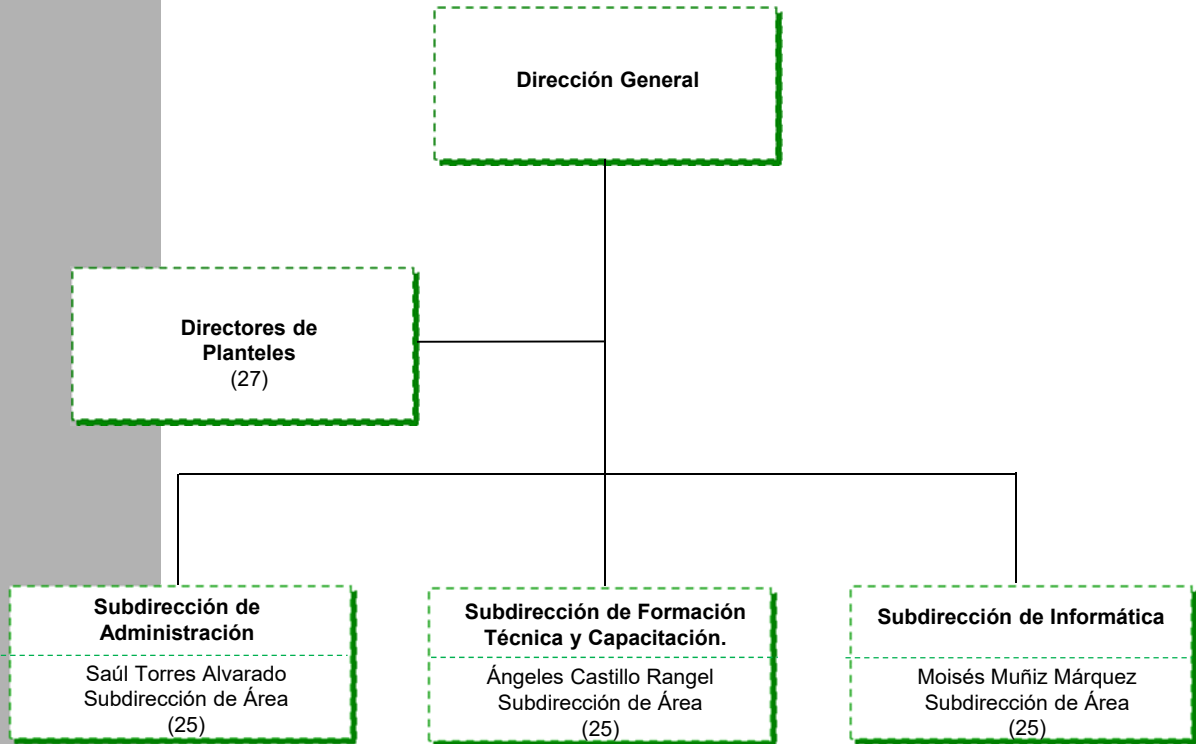 Dirección General
Directores de
Planteles
(27)
Subdirección de
Administración
Saúl Torres Alvarado
Subdirección de Área
(25)
Subdirección de Formación
Técnica y Capacitación.
Ángeles Castillo Rangel
Subdirección de Área
(25)
Subdirección de Informática
Moisés Muñiz Márquez
Subdirección de Área
(25)